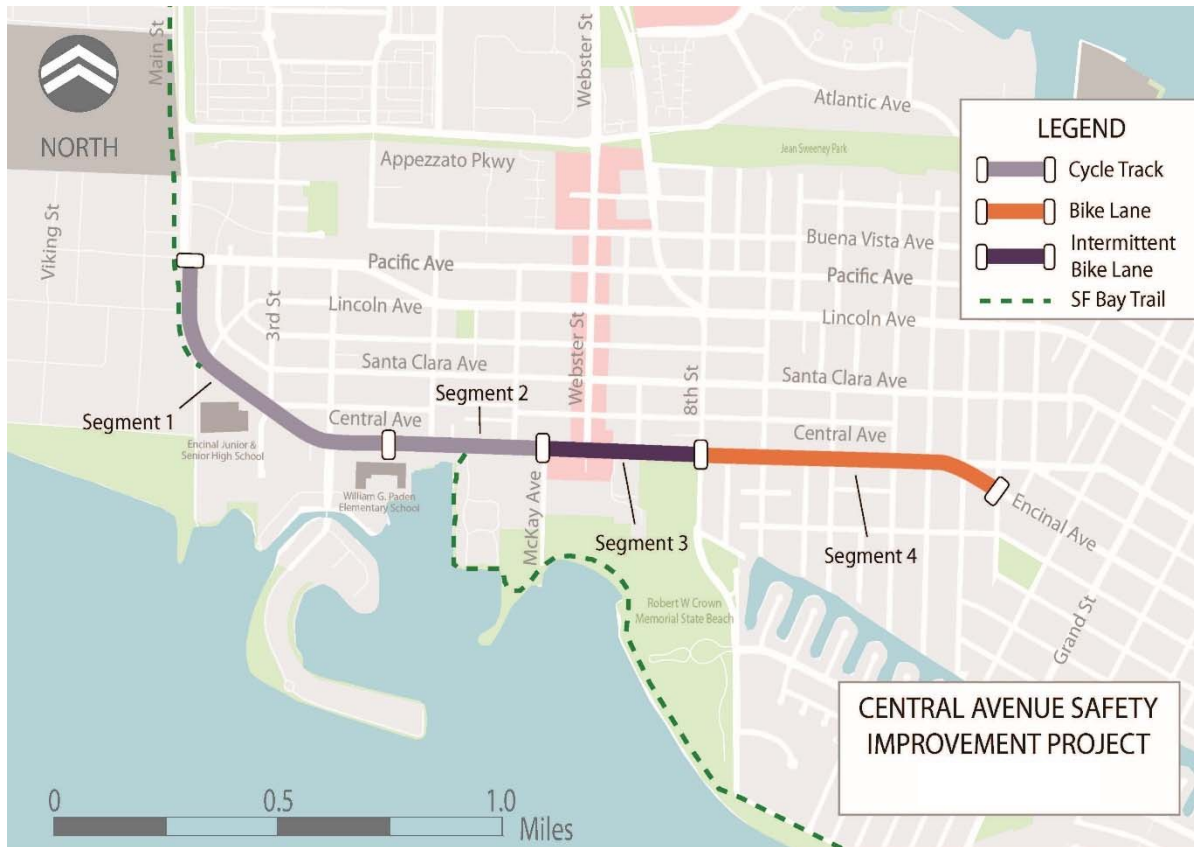 NORTH
Main St
Webster St
Atlantic Ave
Jean Sweeney Park
Appezzato Pkwy
LEGEND
Cycle Track
Bike Lane
Intermittent
Bike Lane
SF Bay Trail
Viking St
Buena Vista Ave
Pacific Ave
Pacific Ave
3rd St
Lincoln Ave
Lincoln Ave
Webster St
Santa Clara Ave
Santa Clara Ave
8th St
Segment 1
Central Ave
Segment 2
Central Ave
Encinal Junior &
Senior High School
William G. Paden
Elementary School
McKay Ave
Segment 3
Segment 4
Encinal Ave
Robert W Crown
Memorial State Beach
Grand St
CENTRAL AVENUE SAFETY
IMPROVEMENT PROJECT
0 0.5 1.0
Miles